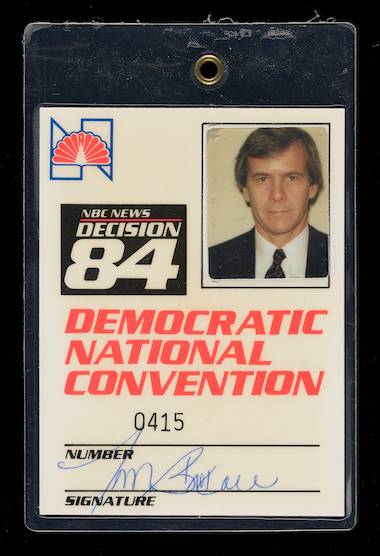 NBC NEWS
DECISION
84
DEMOCRATIC
NATIONAL
CONVENTION
0415
NUMBER
SIGNATURE